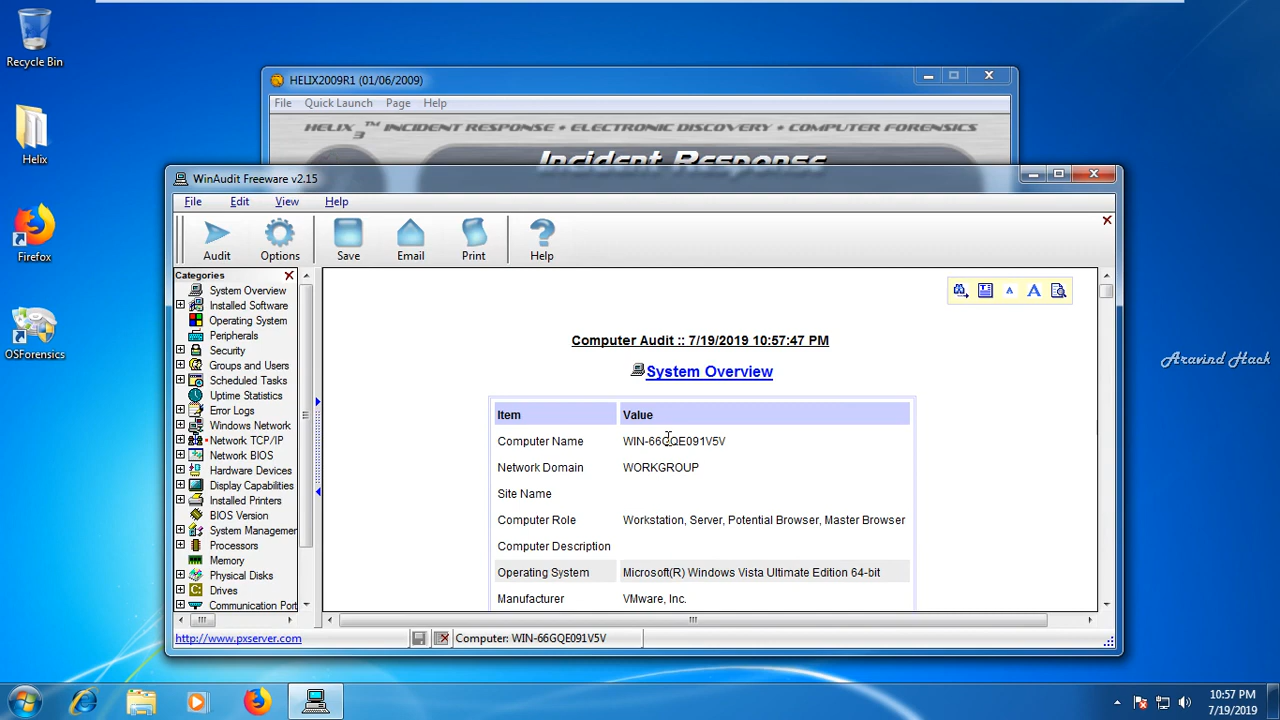 Recycle Bin
Helix
Firefox
OSForensics
HELIX2009R1 (01/06/2009)
File Quick Launch Page Help
HELIX3™ INCIDENT RESPONSE • ELECTRONIC DISCOVERY • COMPUTER FORENSICS
Incident Response
WinAudit Freeware v2.15
File Edit View Help
Audit Options Save Email Print Help
Categories
System Overview
Installed Software
Operating System
Peripherals
Security
Groups and Users
Scheduled Tasks
Uptime Statistics
Error Logs
Windows Network
Network TCP/IP
Network BIOS
Hardware Devices
Display Capabilities
Installed Printers
BIOS Version
System Managemer
Processors
Memory
Physical Disks
Drives
Communication Port
Computer Audit :: 7/19/2019 10:57:47 PM
System Overview
Item Value
Computer Name WIN-66GQE091V5V
Network Domain WORKGROUP
Site Name
Computer Role Workstation, Server, Potential Browser, Master Browser
Computer Description
Operating System Microsoft(R) Windows Vista Ultimate Edition 64-bit
Manufacturer VMware, Inc.
http://www.pxserver.com
Computer: WIN-66GQE091V5V
Aravind Hack
10:57 PM
7/19/2019